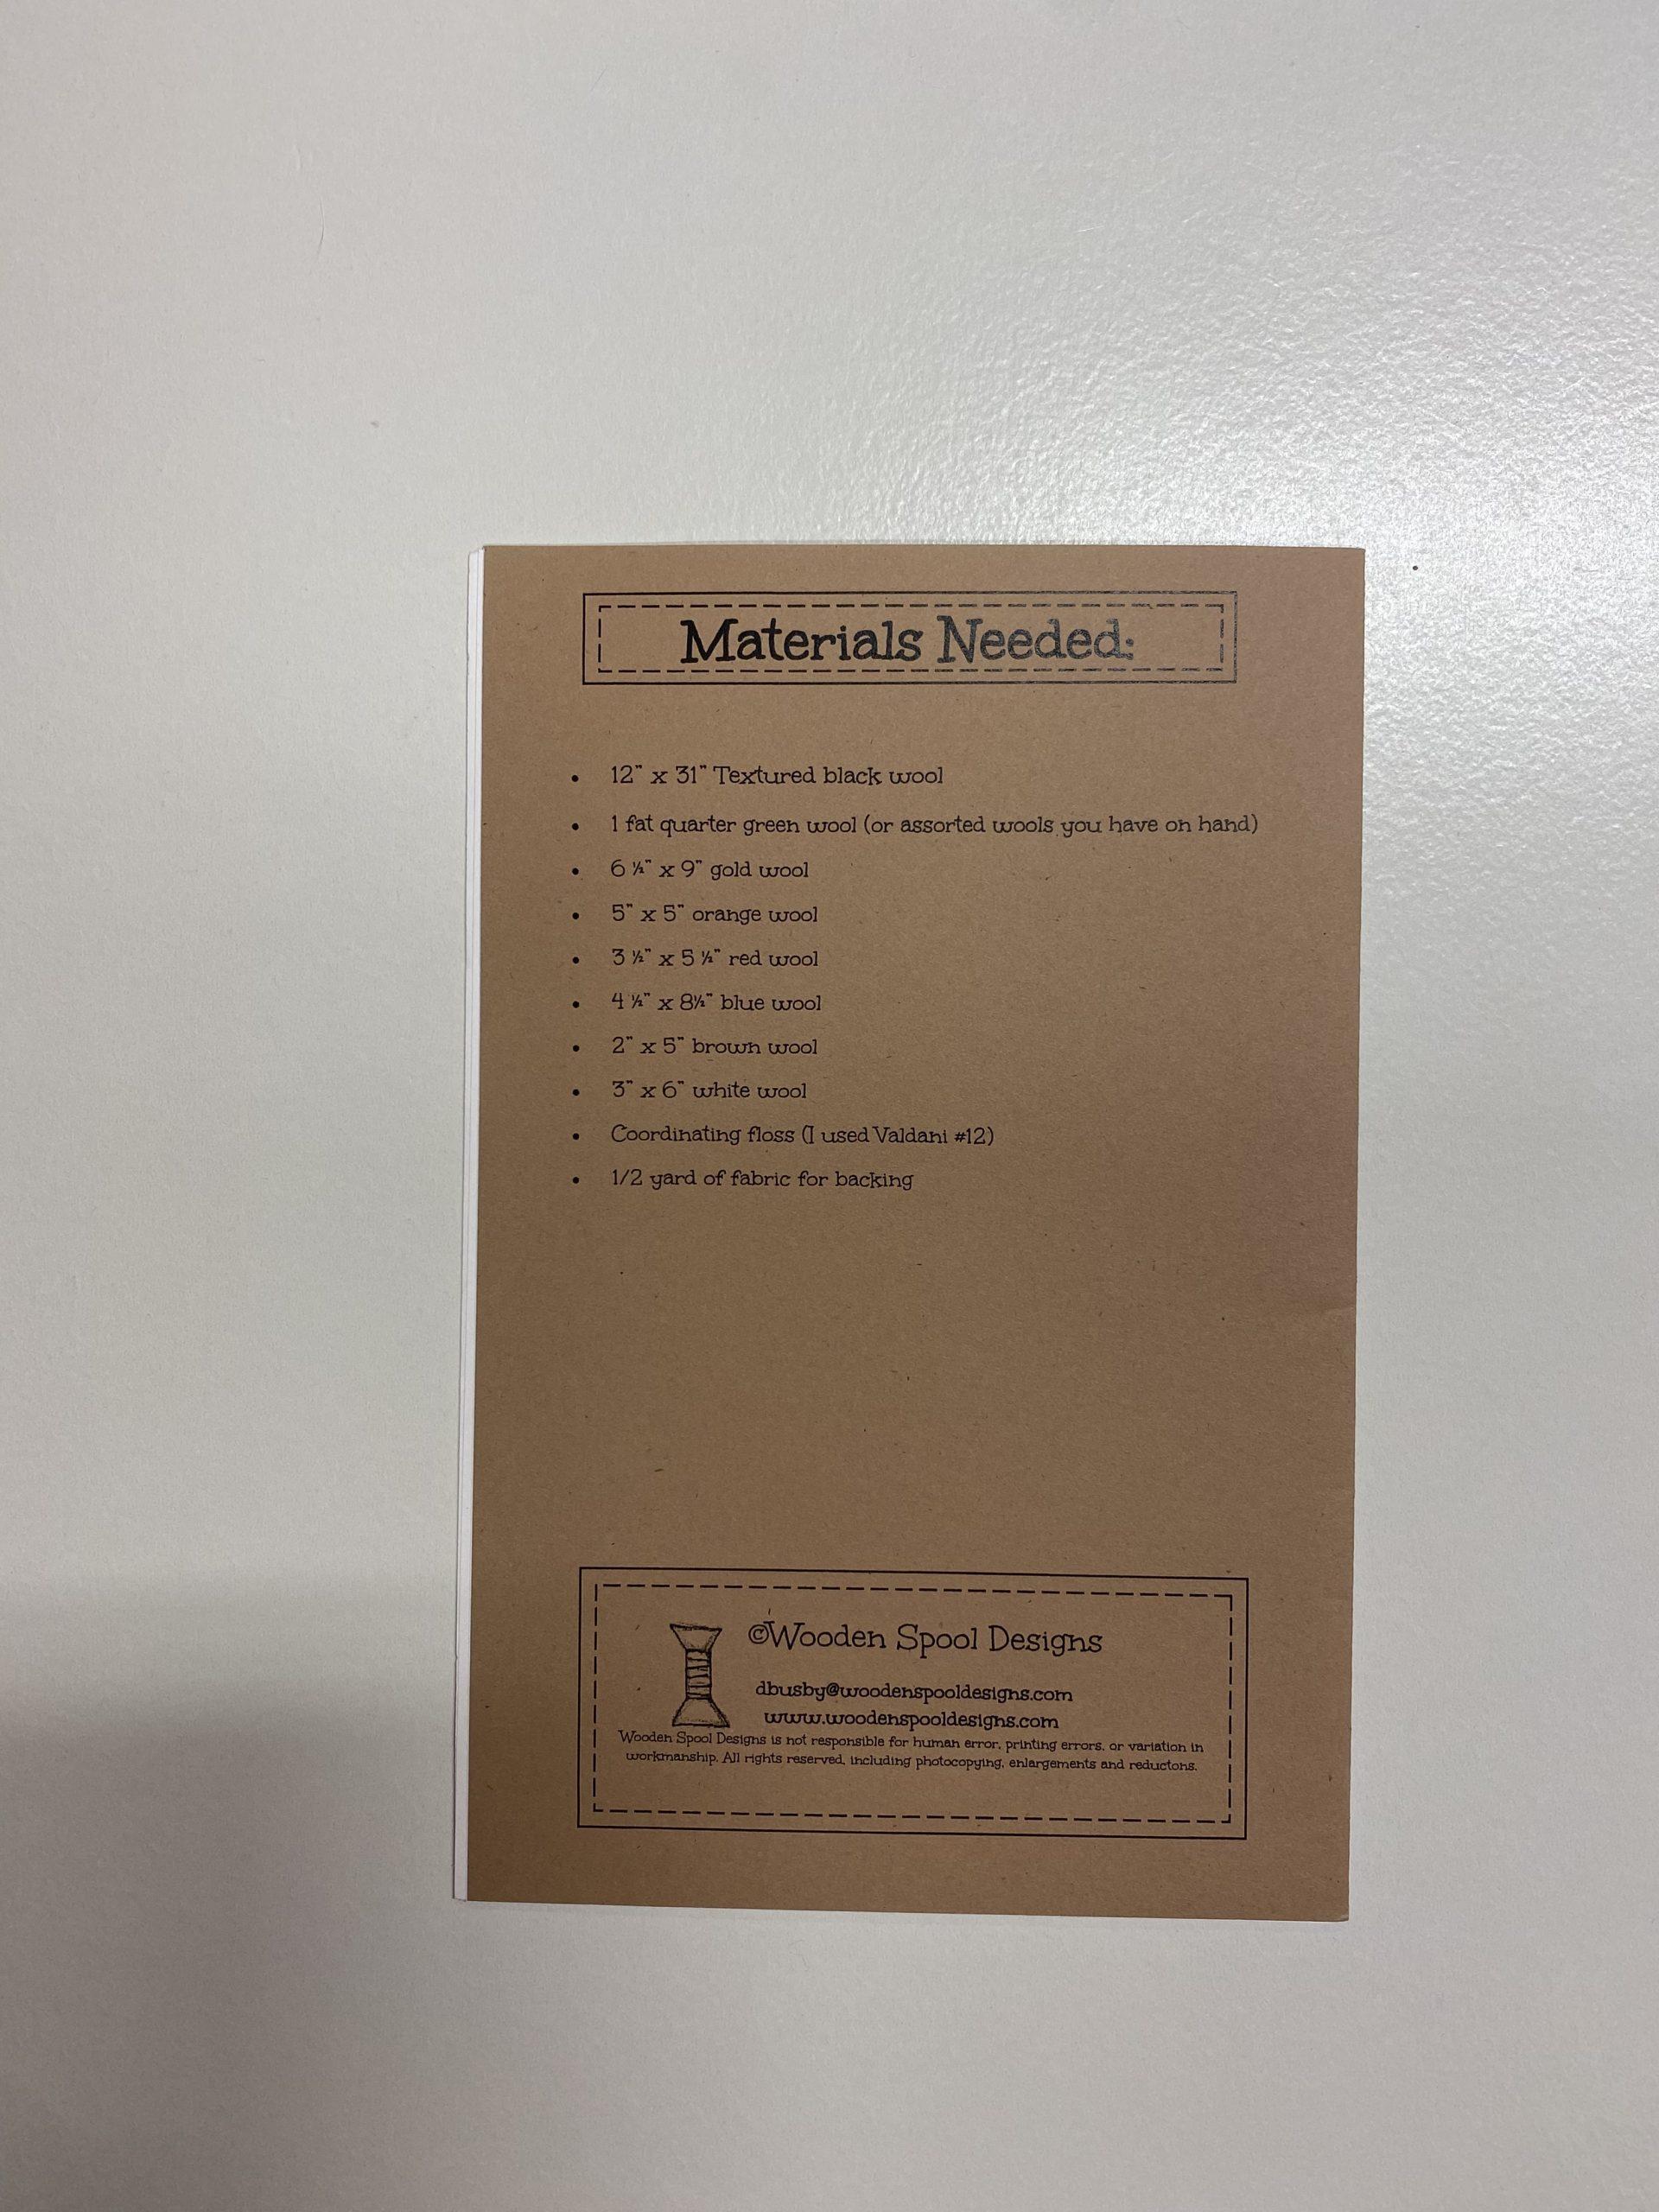 Materials Needed:
• 12" x 31" Textured black wool
• 1 fat quarter green wool (or assorted wools you have on hand)
• 6 ½" x 9" gold wool
• 5" x 5" orange wool
• 3 ½" x 5 ½" red wool
• 4 ½" x 8½" blue wool
• 2" x 5" brown wool
• 3" x 6" white wool
• Coordinating floss (I used Valdani #12)
• 1/2 yard of fabric for backing
©Wooden Spool Designs
dbusby@woodenspooldesigns.com
www.woodenspooldesigns.com
Wooden Spool Designs is not responsible for human error, printing errors, or variation in
workmanship. All rights reserved, including photocopying, enlargements and reductons.